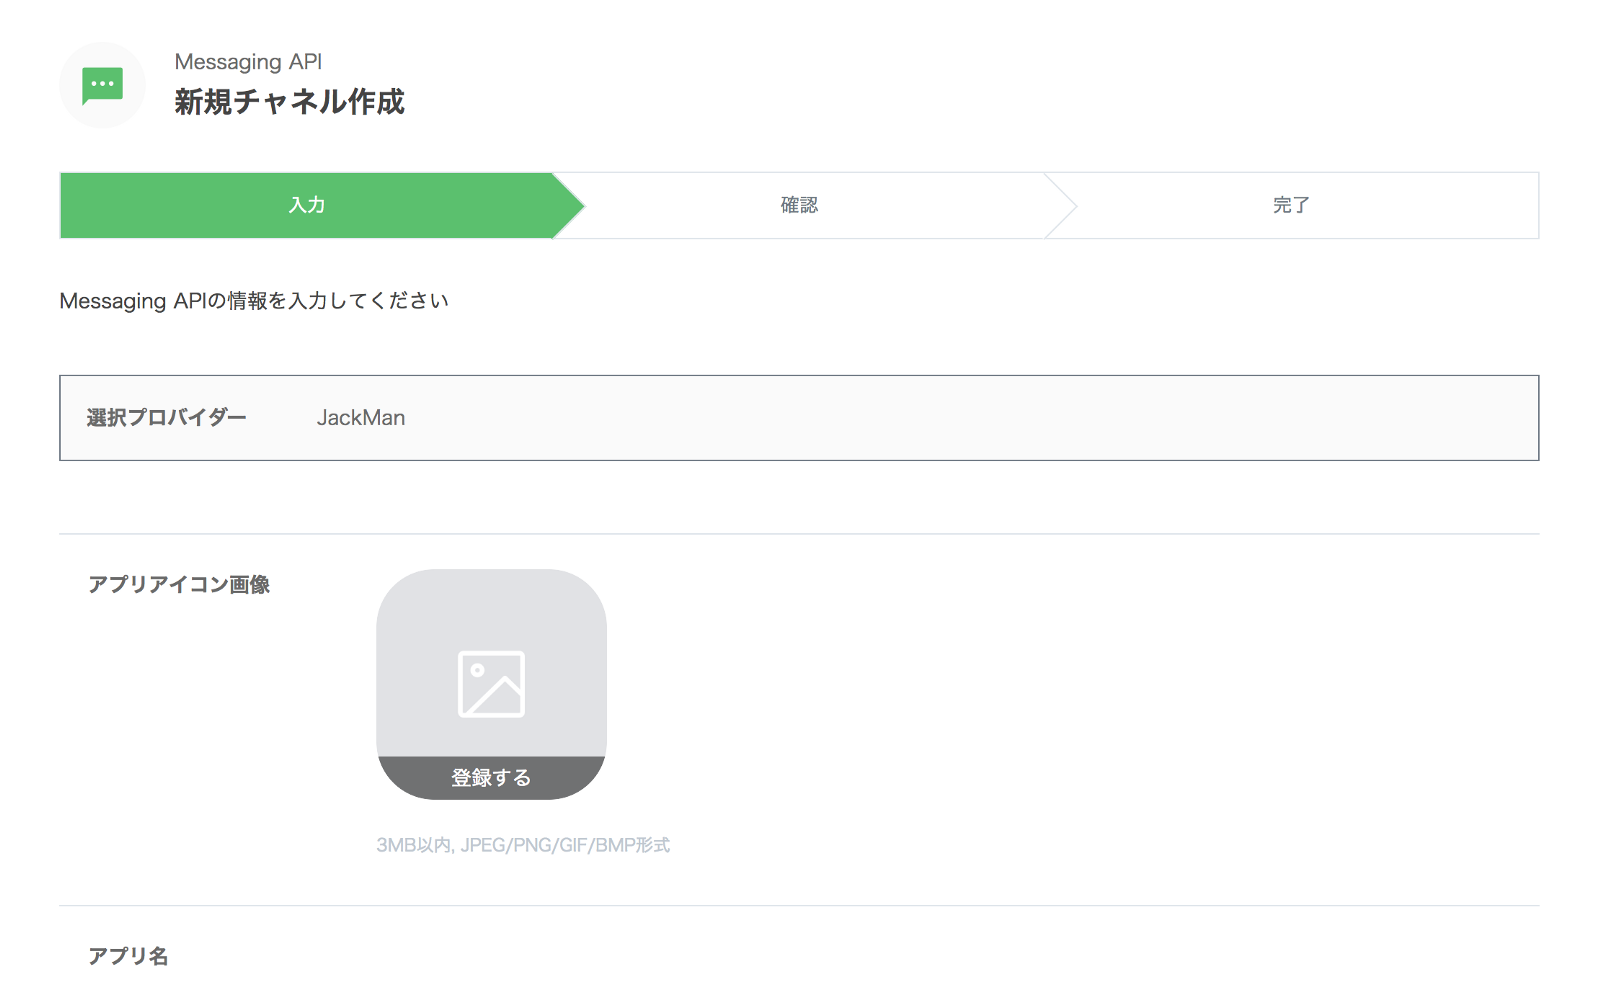 Messaging API
新規チャネル作成
入力
確認
完了
Messaging APIの情報を入力してください
選択プロバイダー JackMan
アプリアイコン画像
登録する
3MB以内, JPEG/PNG/GIF/BMP形式
アプリ名